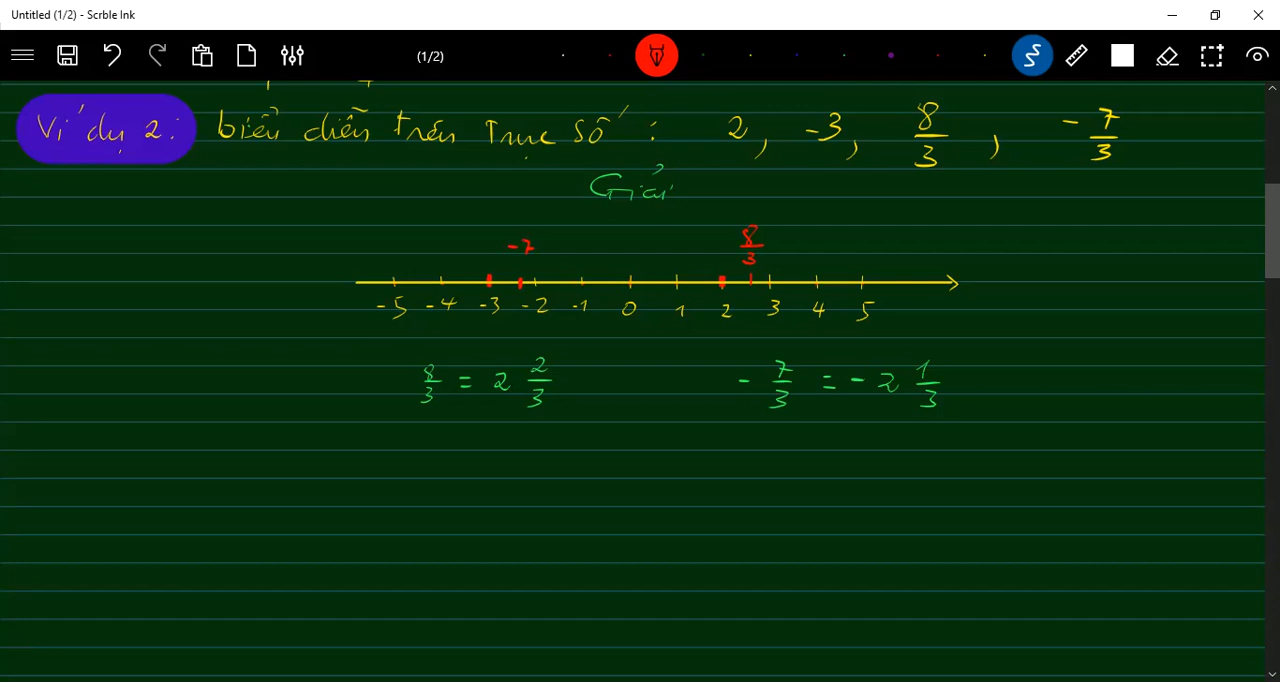 Untitled (1/2) - Scrble Ink
(1/2)
Ví dụ 2: biểu diễn trên trục số: 2, -3, 8/3, -7/3
Giải
-7 8/3
-5 -4 -3 -2 -1 0 1 2 3 4 5
8/3 = 2 2/3 -7/3 = -2 1/3